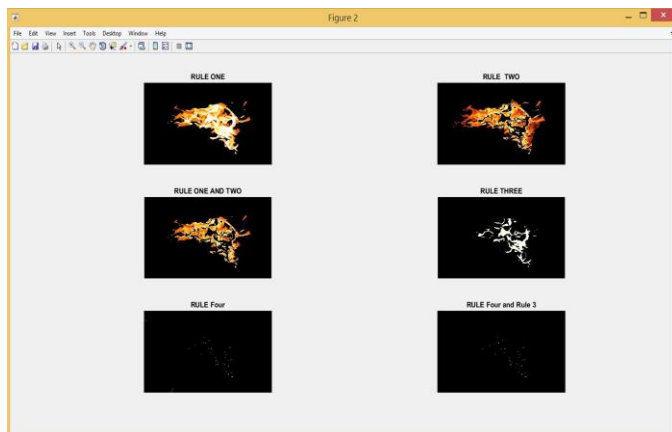 Figure 2
File Edit View Insert Tools Desktop Window Help
RULE ONE
RULE TWO
RULE ONE AND TWO
RULE THREE
RULE Four
RULE Four and Rule 3